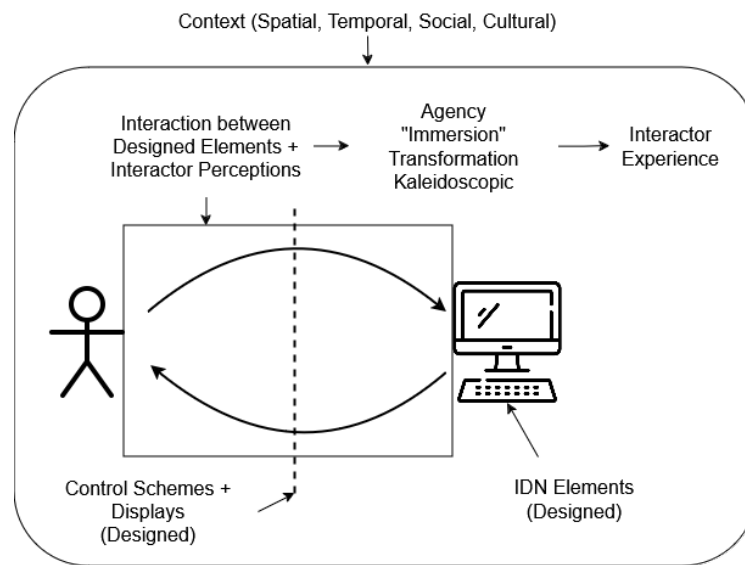 Context (Spatial, Temporal, Social, Cultural)
Interaction between
Designed Elements +
Interactor Perceptions
Agency
"Immersion"
Transformation
Kaleidoscopic
Interactor
Experience
Control Schemes +
Displays
(Designed)
IDN Elements
(Designed)